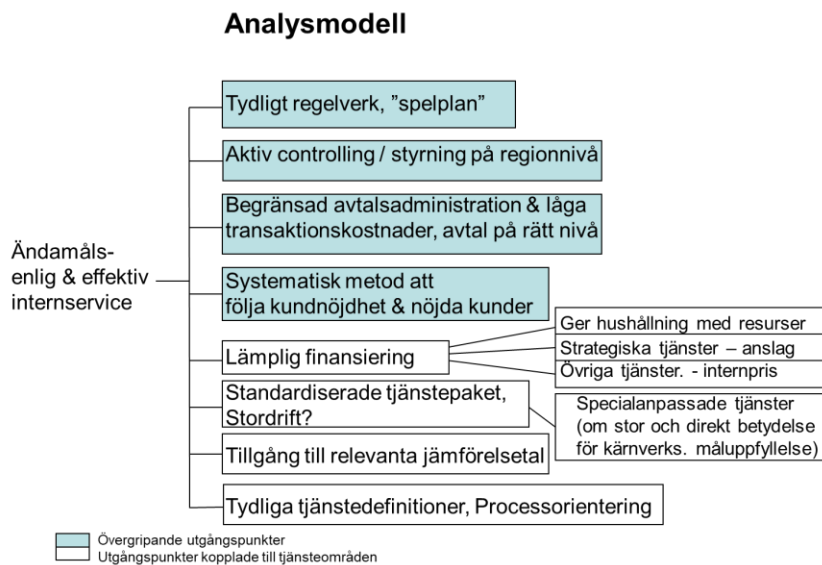 Analysmodell
Tydligt regelverk, ”spelplan”
Aktiv controlling / styrning på regionnivå
Begränsad avtalsadministration & låga
transaktionskostnader, avtal på rätt nivå
Ändamåls-
enlig & effektiv
internservice
Systematisk metod att
följa kundnöjdhet & nöjda kunder
Lämplig finansiering
Ger hushållning med resurser
Strategiska tjänster – anslag
Övriga tjänster. - internpris
Standardiserade tjänstepaket,
Stordrift?
Specialanpassade tjänster
(om stor och direkt betydelse
för kärnverks. måluppfyllelse)
Tillgång till relevanta jämförelsetal
Tydliga tjänstedefinitioner, Processorientering
Övergripande utgångspunkter
Utgångspunkter kopplade till tjänsteområden